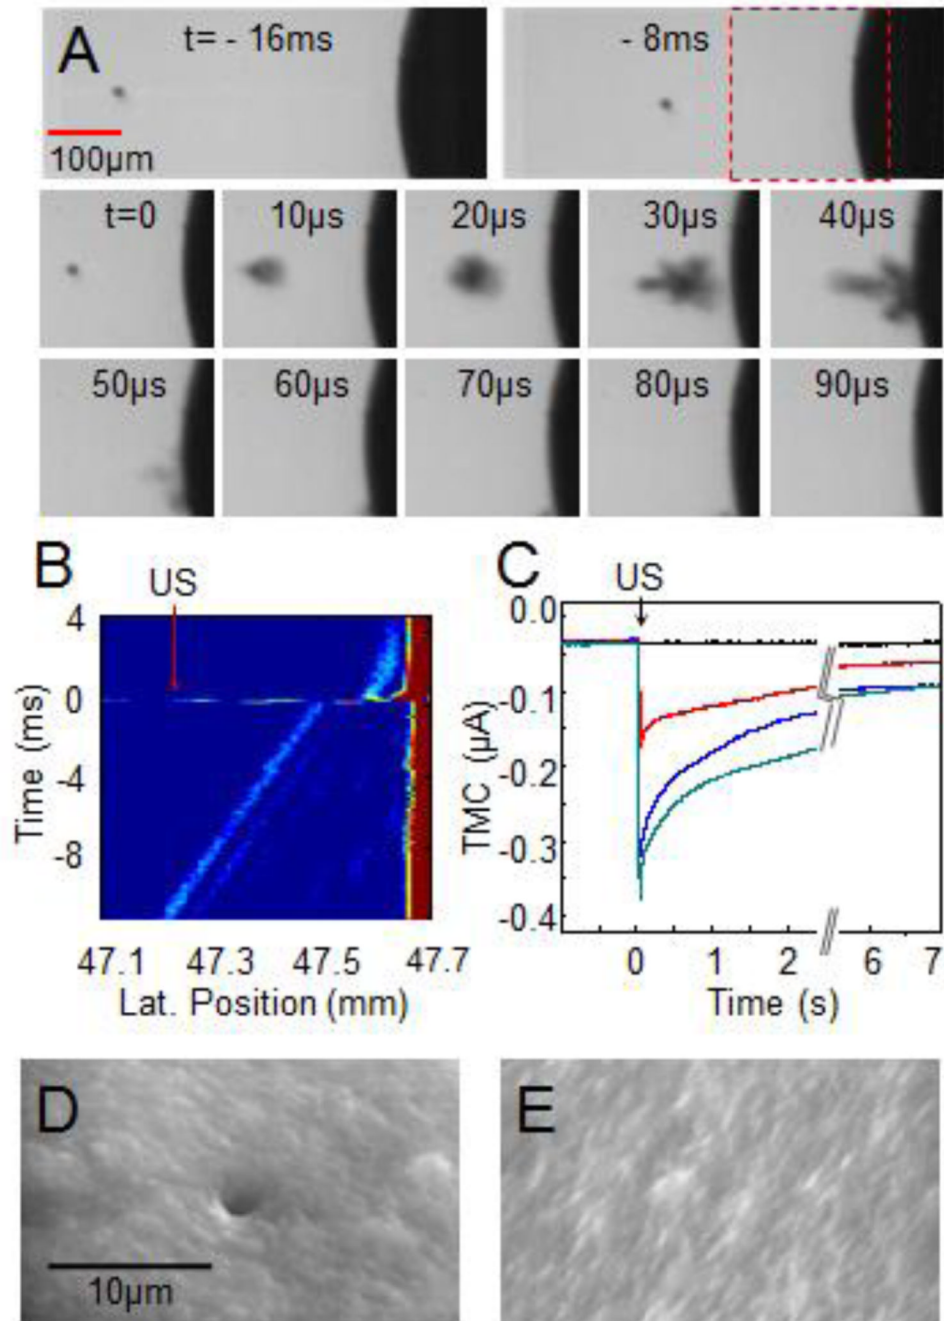 A
t= - 16ms
- 8ms
100µm
t=0
10µs
20µs
30µs
40µs
50µs
60µs
70µs
80µs
90µs
B
US
4
0
-4
-8
Time (ms)
47.1
47.3
47.5
47.7
Lat. Position (mm)
C
US
0.0
-0.1
-0.2
-0.3
-0.4
TMC (µA)
0
1
2
6
7
Time (s)
D
10µm
E